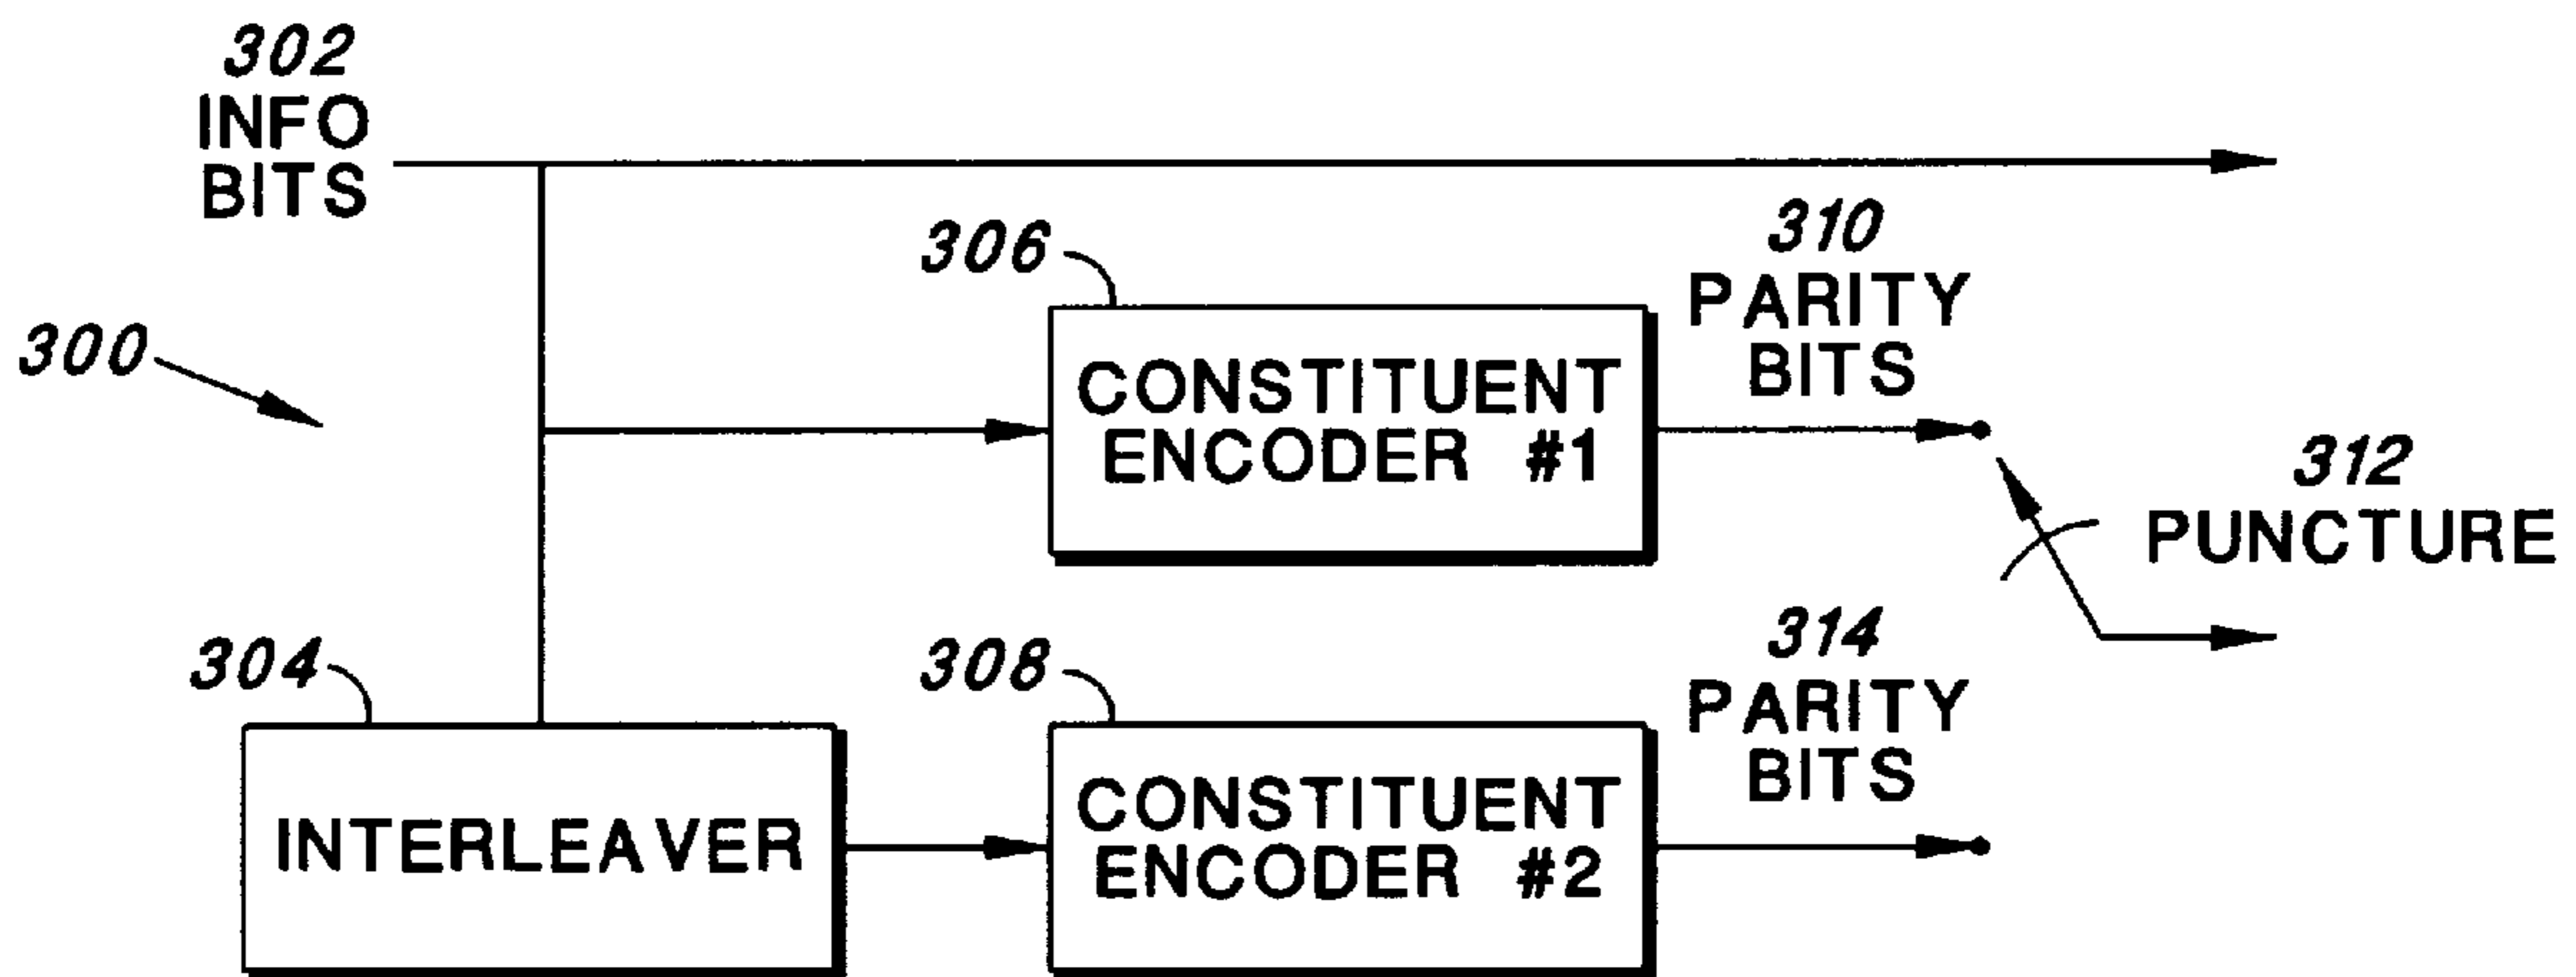 302
INFO
BITS
306
310
PARITY
BITS
300
CONSTITUENT
ENCODER #1
312
PUNCTURE
304
308
314
PARITY
BITS
INTERLEAVER
CONSTITUENT
ENCODER #2